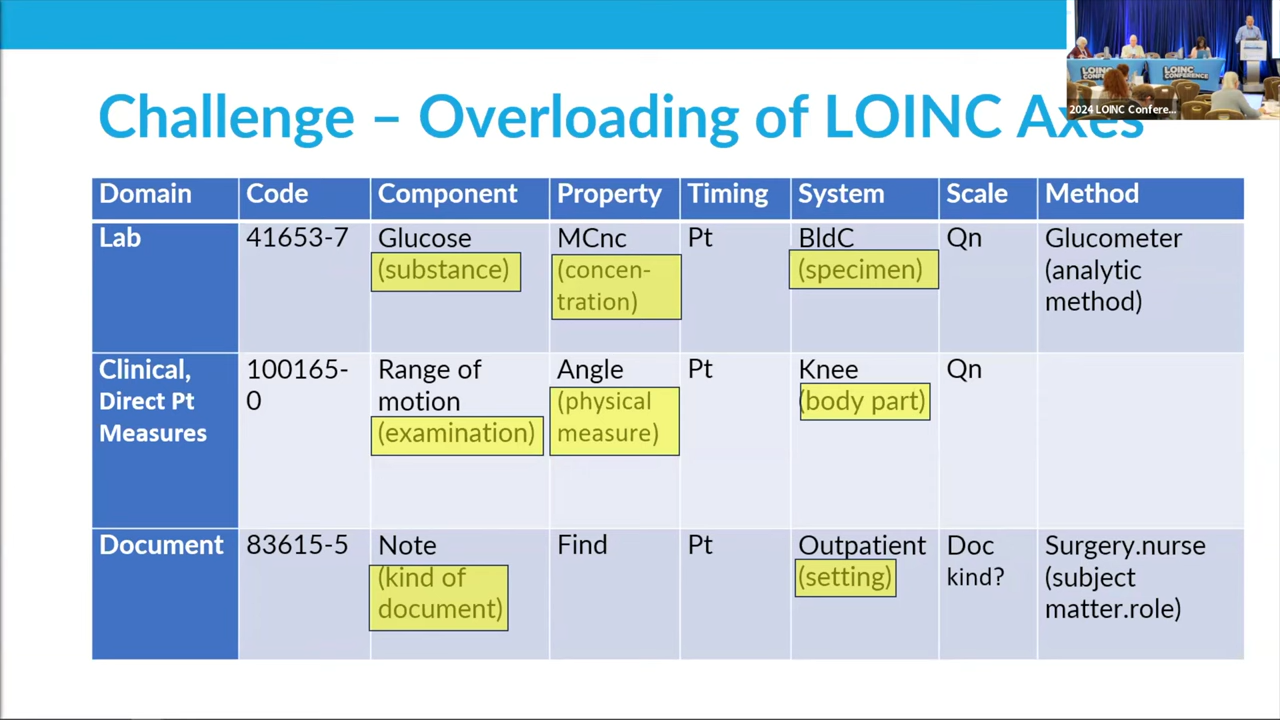 Challenge – Overloading of LOINC Axes
2024 LOINC Confere...
LOINC CONFERENCE
Domain Code Component Property Timing System Scale Method
Lab 41653-7 Glucose MCnc Pt BldC Qn Glucometer
(substance) (concen- (specimen) (analytic
tration) method)
Clinical, 100165- Range of Angle Pt Knee Qn
Direct Pt 0 motion (physical (body part)
Measures (examination) measure)
Document 83615-5 Note Find Pt Outpatient Doc Surgery.nurse
(kind of (setting) kind? (subject
document) matter.role)